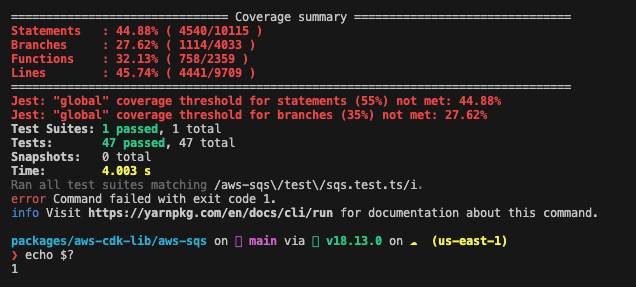 =============================== Coverage summary ===============================
Statements   : 44.88% ( 4540/10115 )
Branches     : 27.62% ( 1114/4033 )
Functions    : 32.13% ( 758/2359 )
Lines        : 45.74% ( 4441/9709 )
================================================================================
Jest: "global" coverage threshold for statements (55%) not met: 44.88%
Jest: "global" coverage threshold for branches (35%) not met: 27.62%
Test Suites: 1 passed, 1 total
Tests:       47 passed, 47 total
Snapshots:   0 total
Time:        4.003 s
Ran all test suites matching /aws-sqs\/test\/sqs.test.ts/i.
error Command failed with exit code 1.
info Visit https://yarnpkg.com/en/docs/cli/run for documentation about this command.
packages/aws-cdk-lib/aws-sqs on main via v18.13.0 on ☁ (us-east-1)
❯ echo $?
1